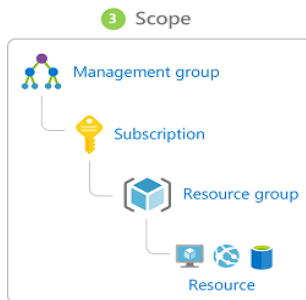 3 Scope
Management group
Subscription
Resource group
Resource